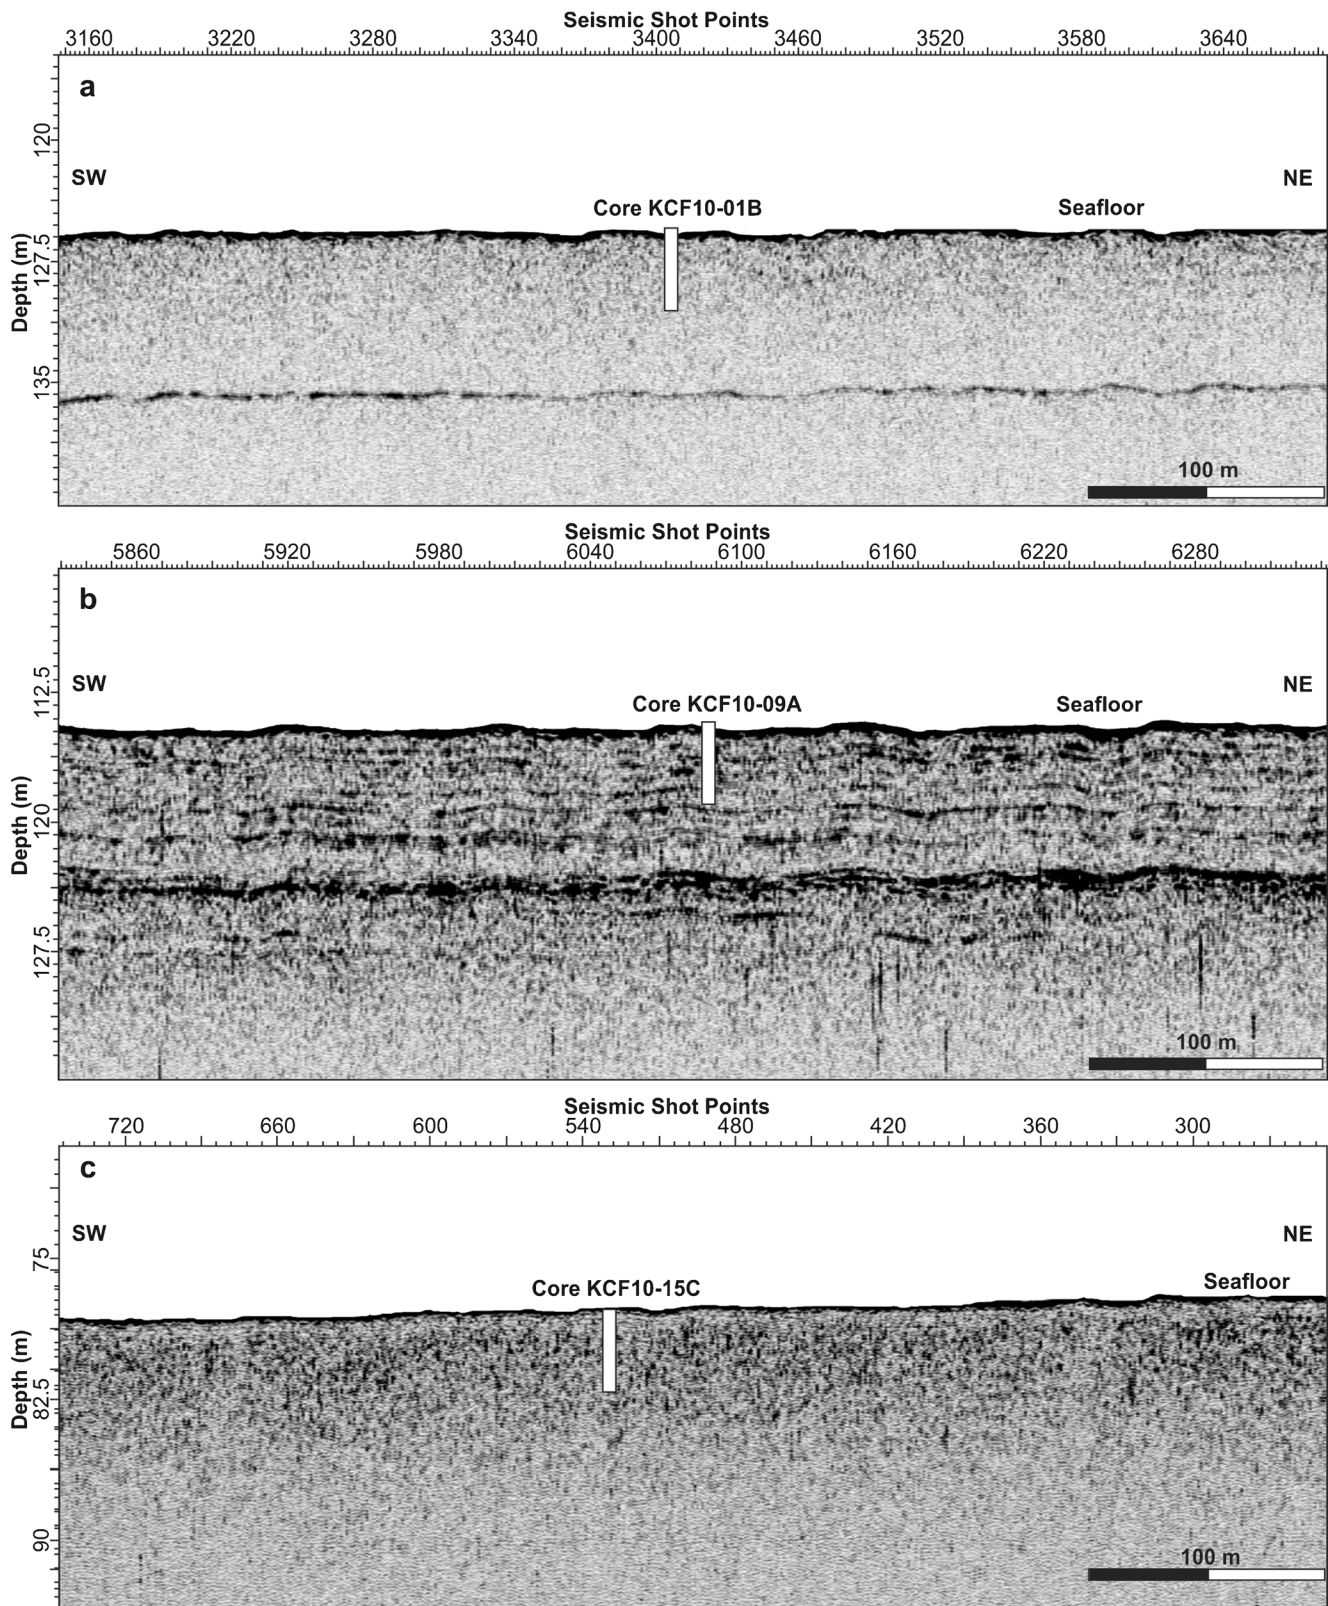 Seismic Shot Points
3160 3220 3280 3340 3400 3460 3520 3580 3640
a
120
SW NE
Core KCF10-01B Seafloor
127.5
Depth (m)
135
100 m
Seismic Shot Points
5860 5920 5980 6040 6100 6160 6220 6280
b
112.5
SW NE
Core KCF10-09A Seafloor
120
Depth (m)
127.5
100 m
Seismic Shot Points
720 660 600 540 480 420 360 300
c
SW NE
75
Core KCF10-15C Seafloor
Depth (m)
82.5
90
100 m